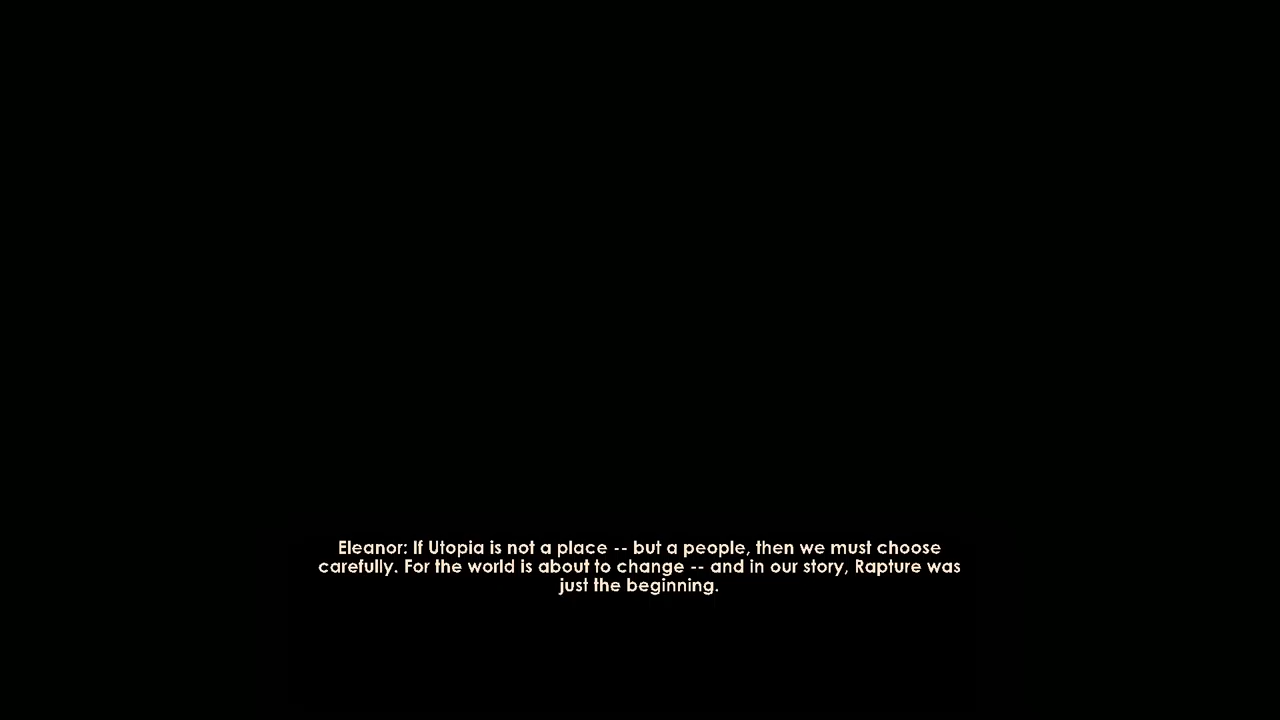 Eleanor: If Utopia is not a place -- but a people, then we must choose
carefully. For the world is about to change -- and in our story, Rapture was
just the beginning.